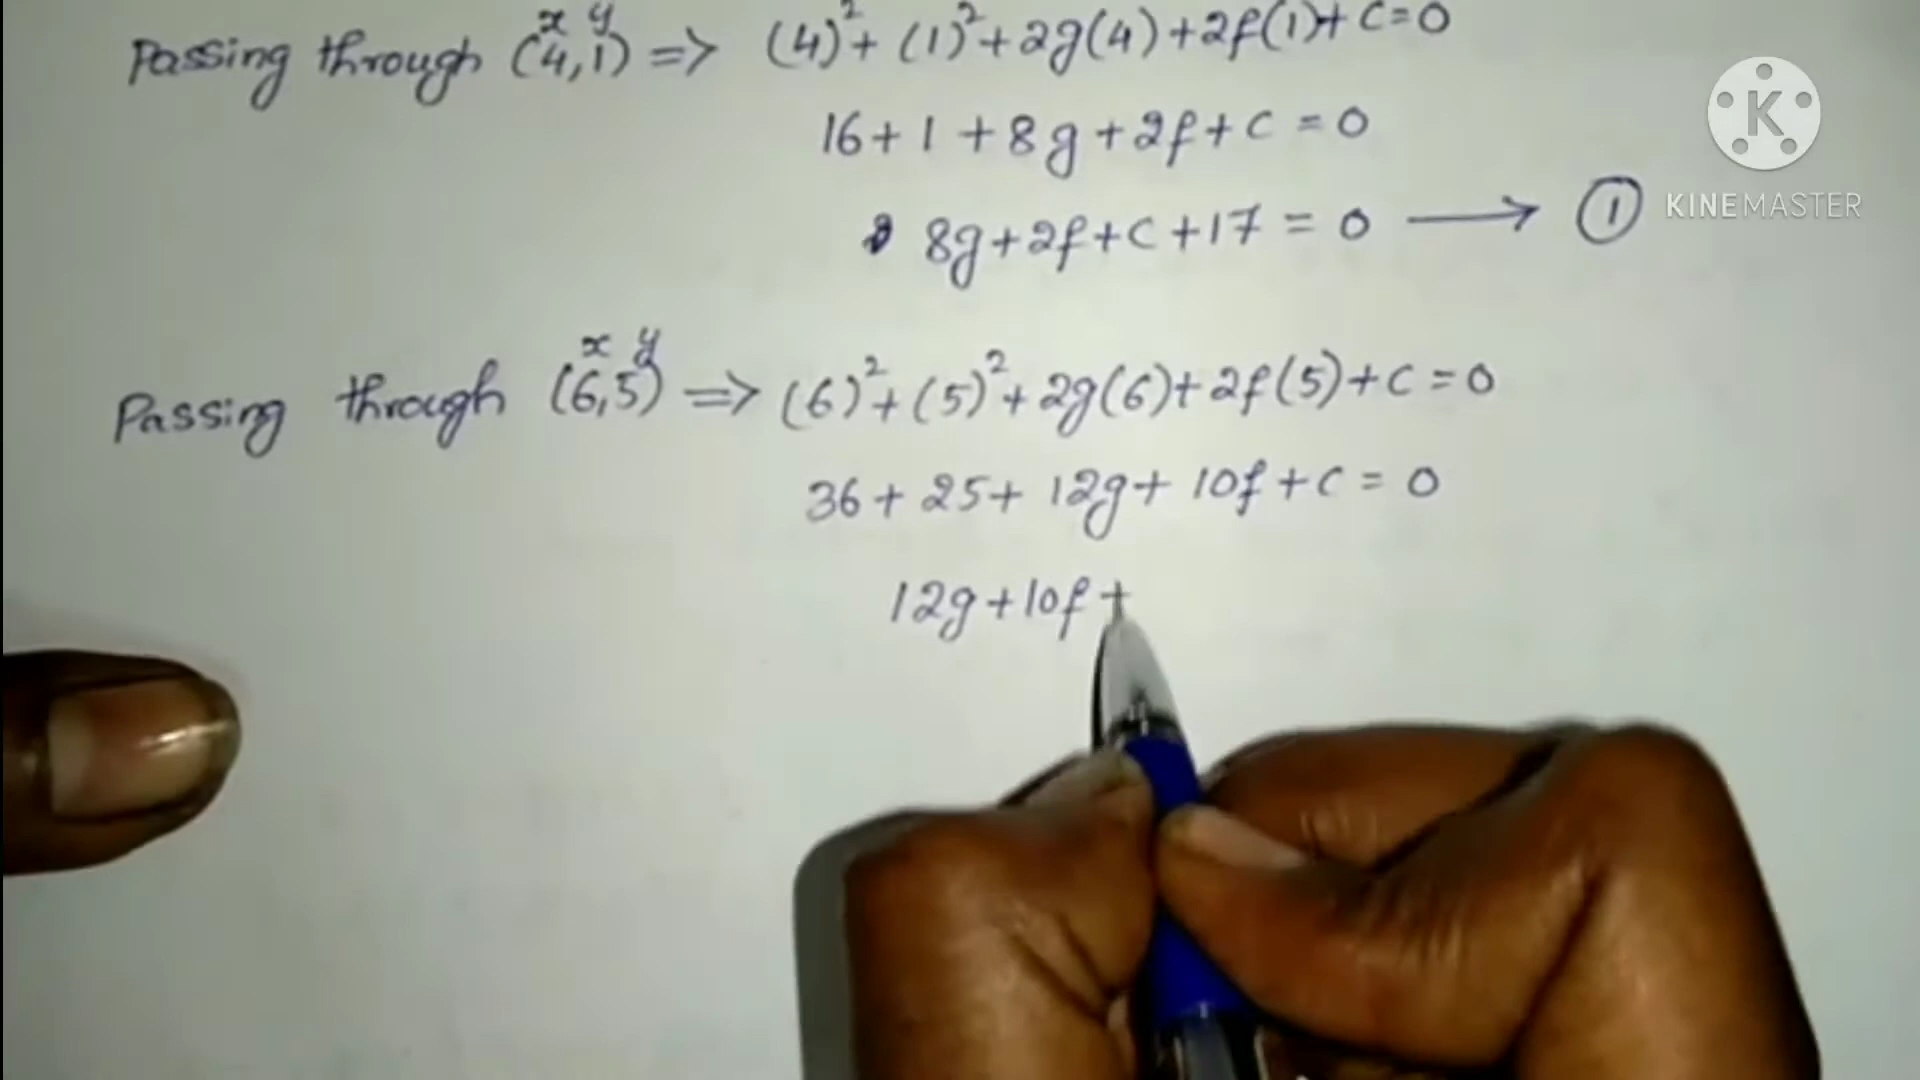 Passing through (4,1) => (4)²+ (1)²+2g(4)+2f(1)+c=0
x y
16+1+8g+2f+c=0
8g+2f+c+17=0 → ①
KINEMASTER
K
x y
Passing through (6,5) => (6)²+(5)²+2g(6)+2f(5)+c=0
36+25+12g+10f+c=0
12g+10f+